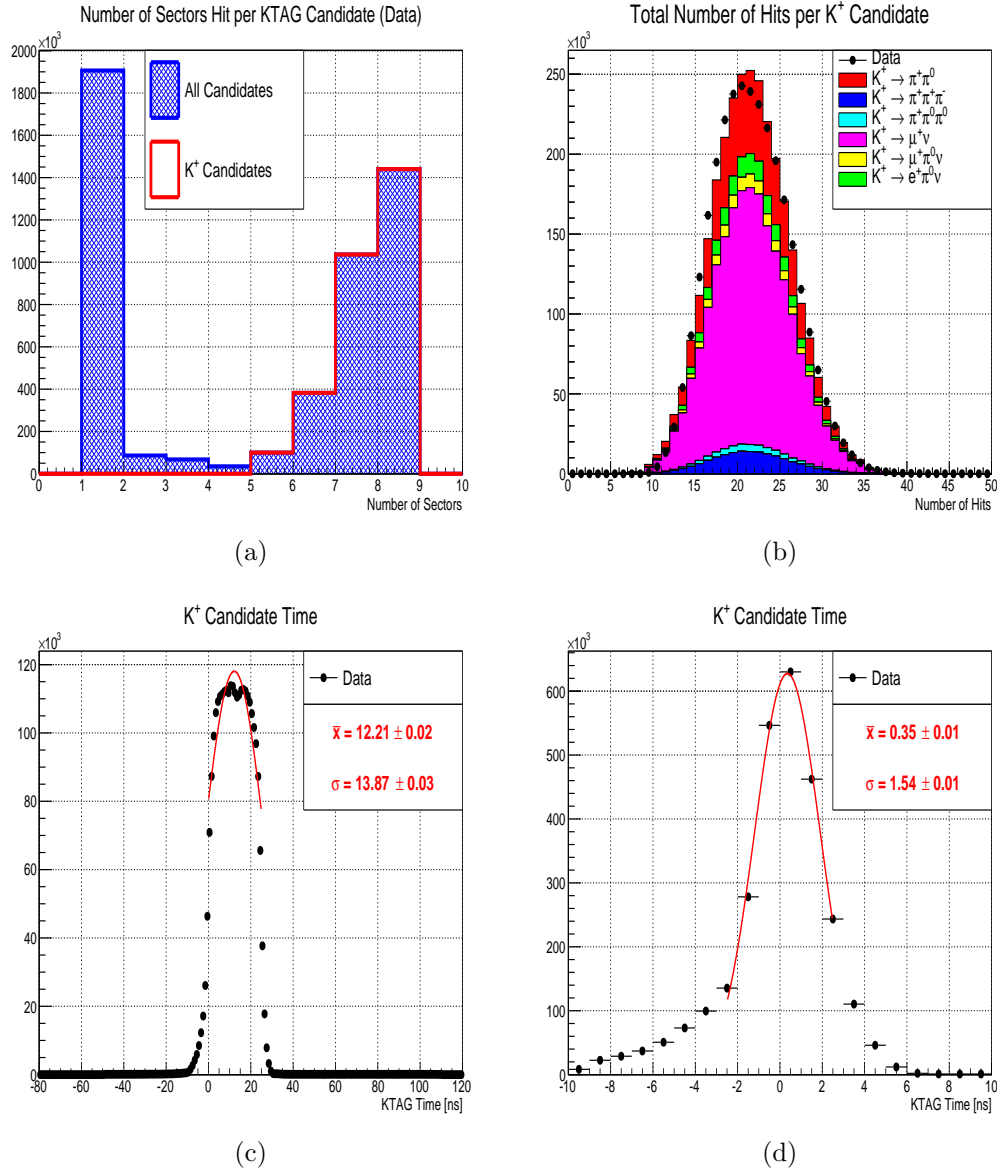 Number of Sectors Hit per KTAG Candidate (Data)
×10³
2000
1800
1600
1400
1200
1000
800
600
400
200
0
All Candidates
K⁺ Candidates
0 1 2 3 4 5 6 7 8 9 10
Number of Sectors
(a)
Total Number of Hits per K⁺ Candidate
×10³
250
200
150
100
50
0
Data
K⁺ → π⁺π⁰
K⁺ → π⁺π⁺π⁻
K⁺ → π⁺π⁰π⁰
K⁺ → μ⁺ν
K⁺ → μ⁺π⁰ν
K⁺ → e⁺π⁰ν
0 5 10 15 20 25 30 35 40 45 50
Number of Hits
(b)
K⁺ Candidate Time
×10³
120
100
80
60
40
20
0
Data
x̄ = 12.21 ± 0.02
σ = 13.87 ± 0.03
-80 -60 -40 -20 0 20 40 60 80 100 120
KTAG Time [ns]
(c)
K⁺ Candidate Time
×10³
600
500
400
300
200
100
0
Data
x̄ = 0.35 ± 0.01
σ = 1.54 ± 0.01
-10 -8 -6 -4 -2 0 2 4 6 8 10
KTAG Time [ns]
(d)